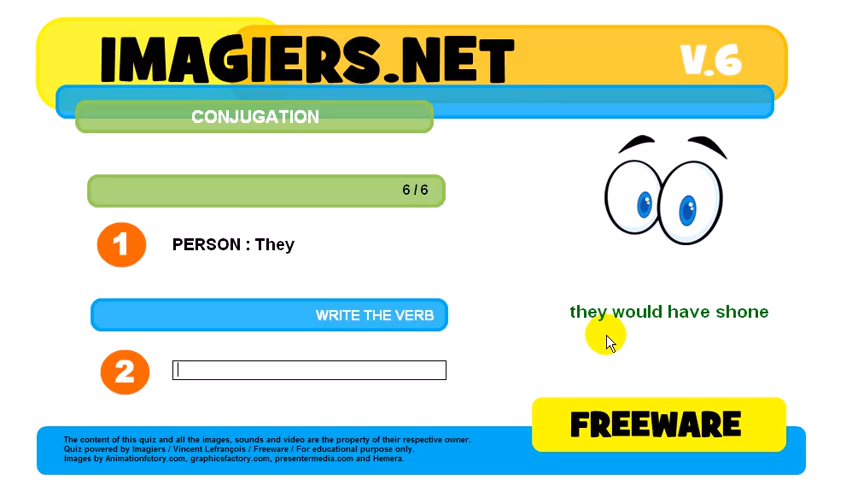 IMAGIERS.NET
V.6
CONJUGATION
6 / 6
1
PERSON : They
they would have shone
WRITE THE VERB
2
FREEWARE
The content of this quiz and all the images, sounds and video are the property of their respective owner.
Quiz powered by Imagiers / Vincent Lefrançois / Freeware / For educational purpose only.
Images by Animationfctory.com, graphicsfactory.com, presentermedia.com and Hemera.